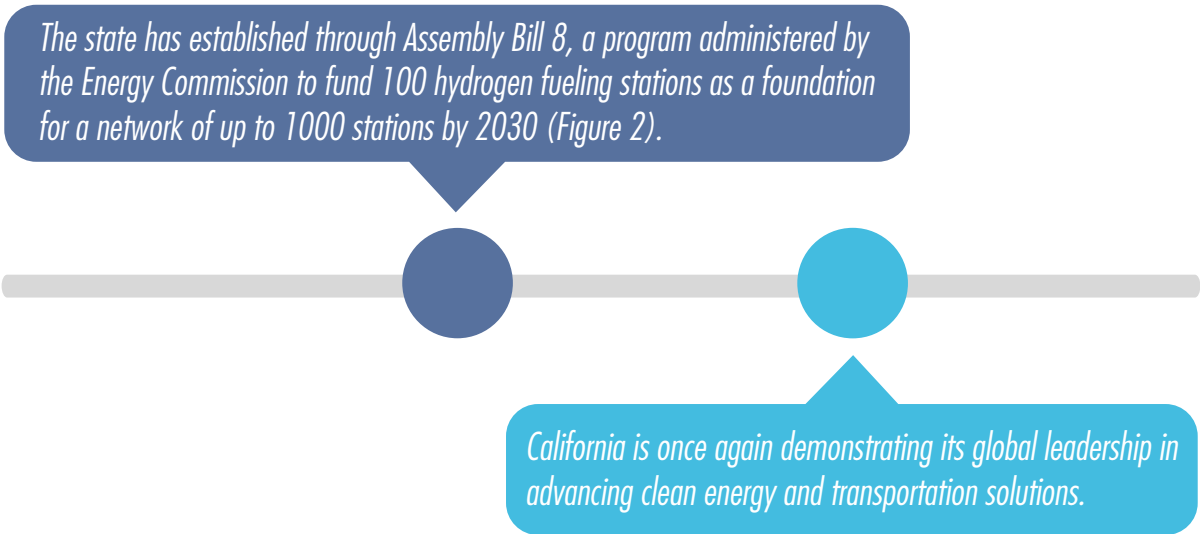 The state has established through Assembly Bill 8, a program administered by
the Energy Commission to fund 100 hydrogen fueling stations as a foundation
for a network of up to 1000 stations by 2030 (Figure 2).
California is once again demonstrating its global leadership in
advancing clean energy and transportation solutions.